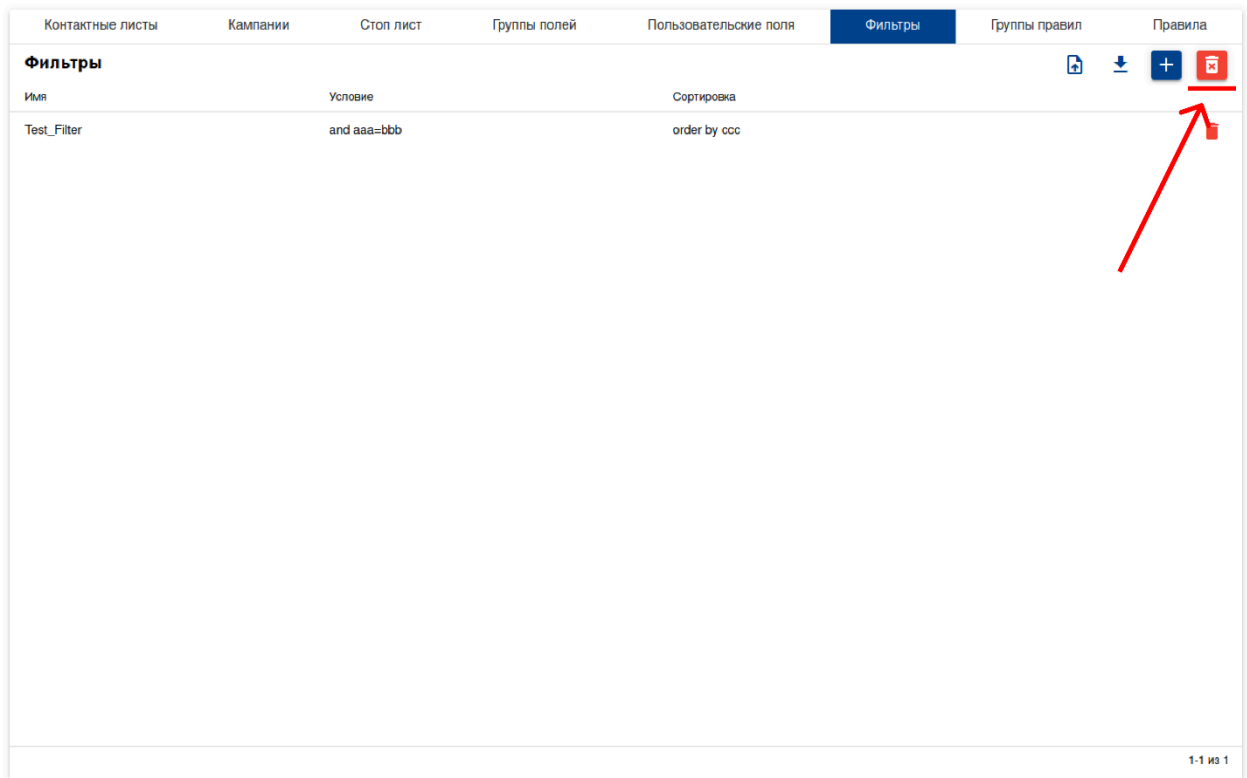 Контактные листы Кампании Стоп лист Группы полей Пользовательские поля Фильтры Группы правил Правила
Фильтры
Имя Условие Сортировка
Test_Filter and aaa=bbb order by ccc
1-1 из 1